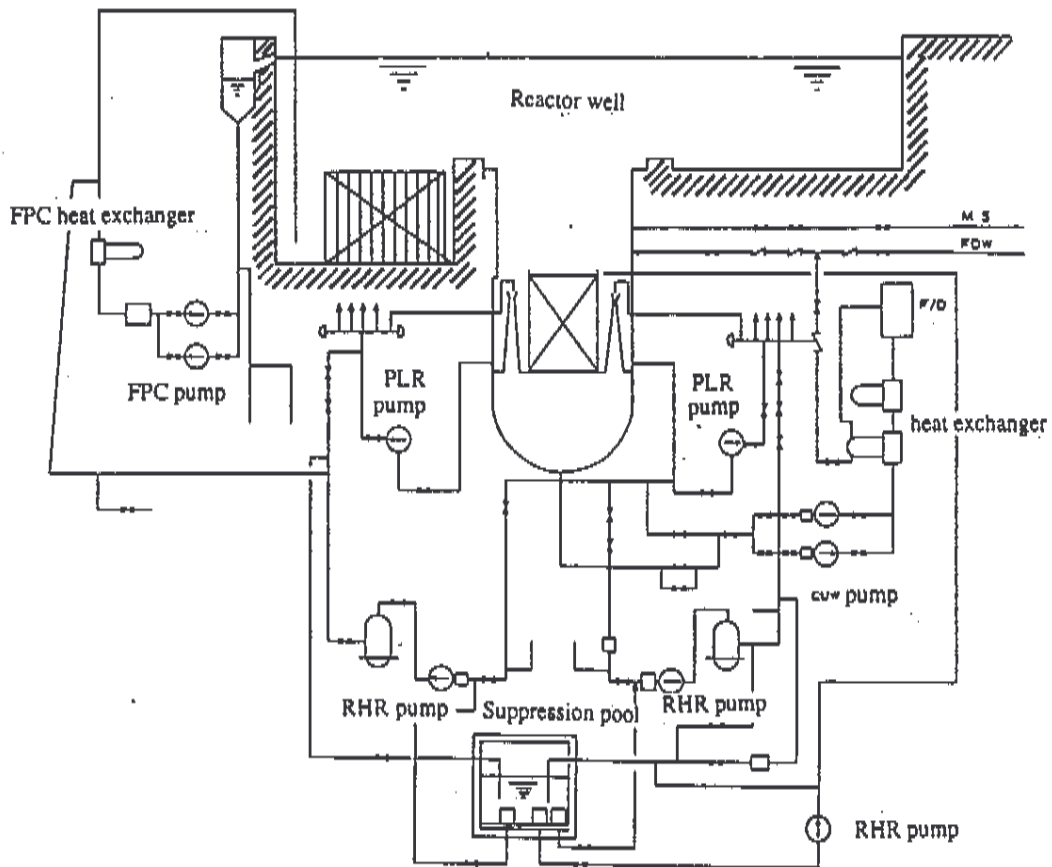 Reactor well
FPC heat exchanger
M S
FDW
F/D
FPC pump
PLR
pump
PLR
pump
heat exchanger
CUW pump
RHR pump
Suppression pool
RHR pump
RHR pump